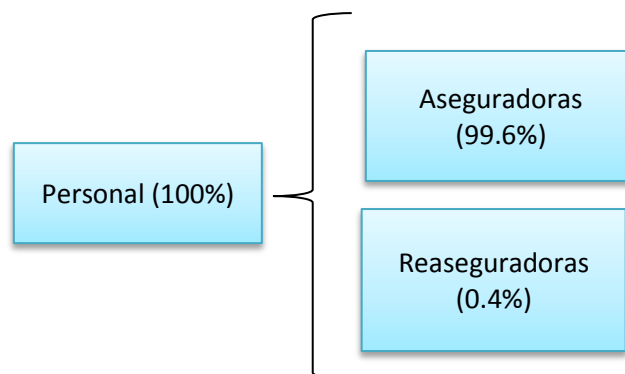 Personal (100%)
Aseguradoras
(99.6%)
Reaseguradoras
(0.4%)